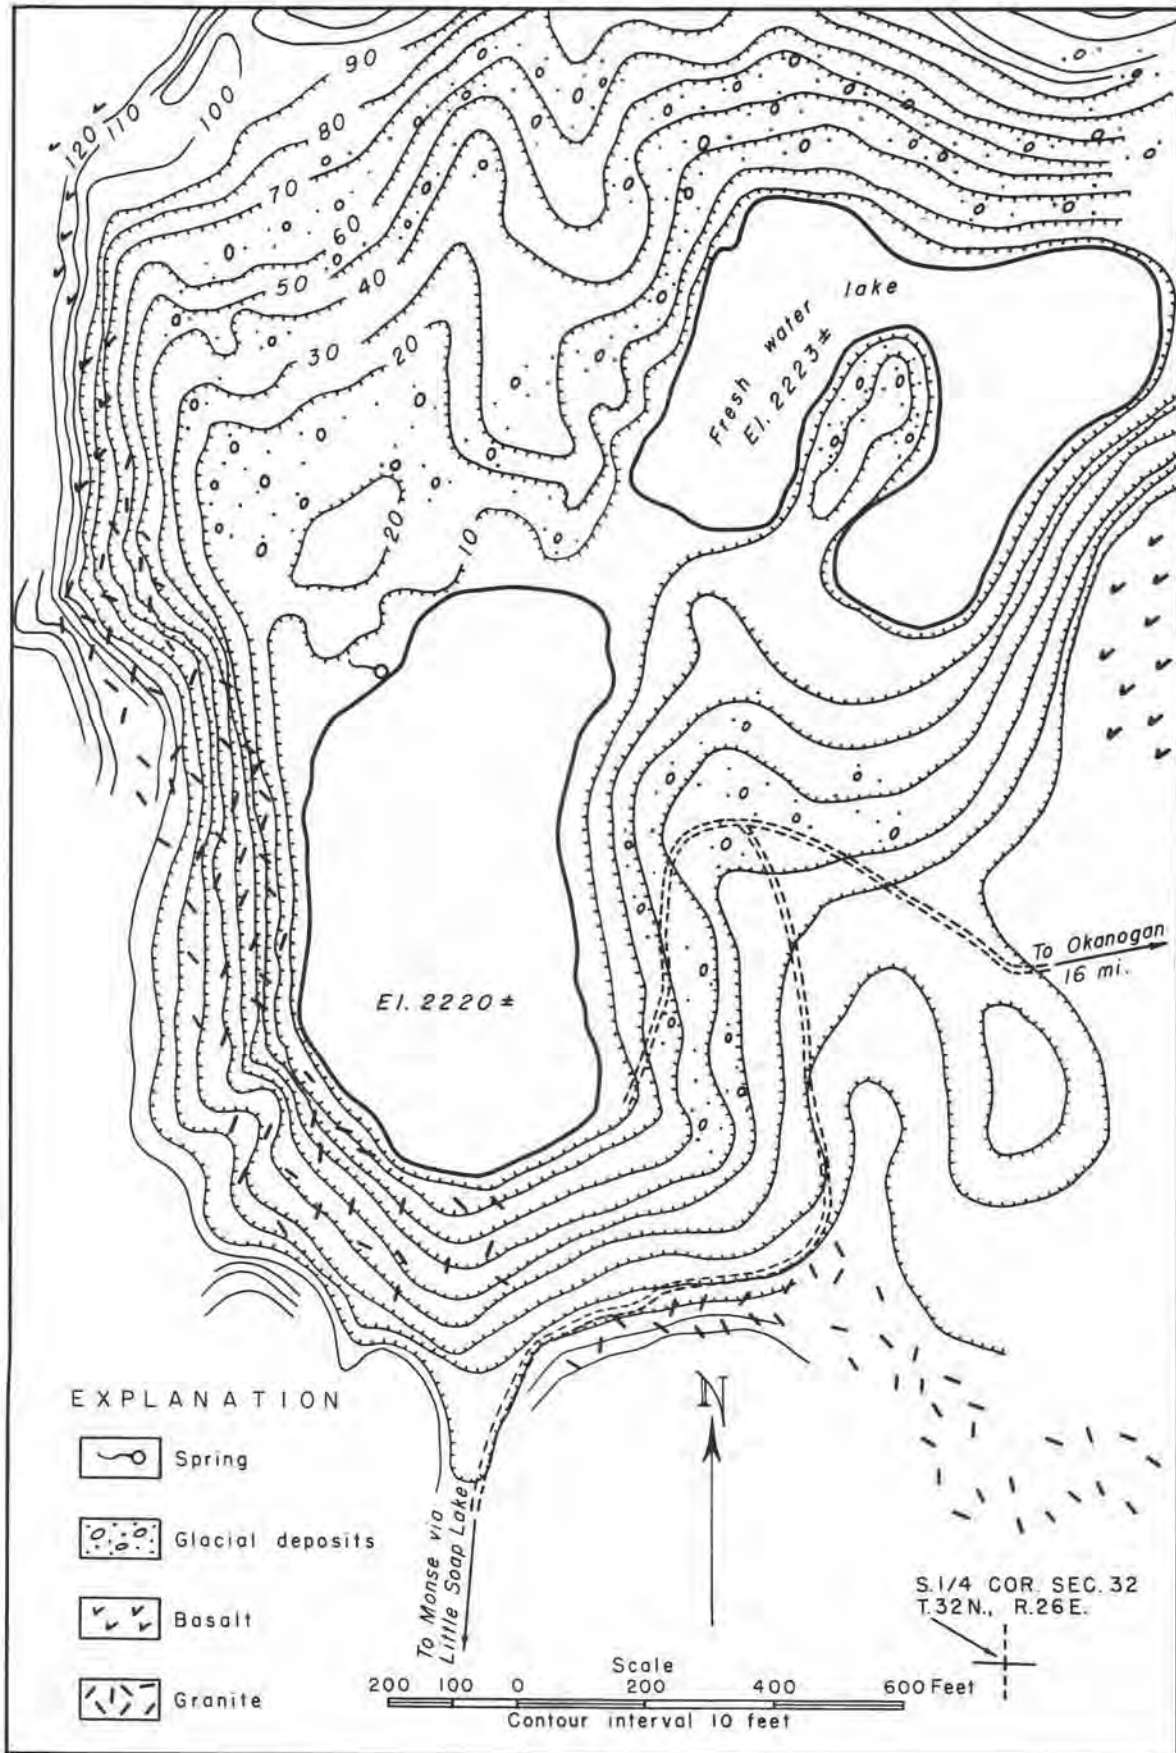 90
120
110
100
80
70
60
50
40
30
20
lake
Fresh water
El. 2223±
20
10
El. 2220±
To Okanogan
16 mi.
N
EXPLANATION
Spring
Glacial deposits
Basalt
Granite
To Monse via
Little Soap Lake
S.1/4 COR. SEC. 32
T.32N., R.26E.
Scale
200 100 0 200 400 600 Feet
Contour interval 10 feet